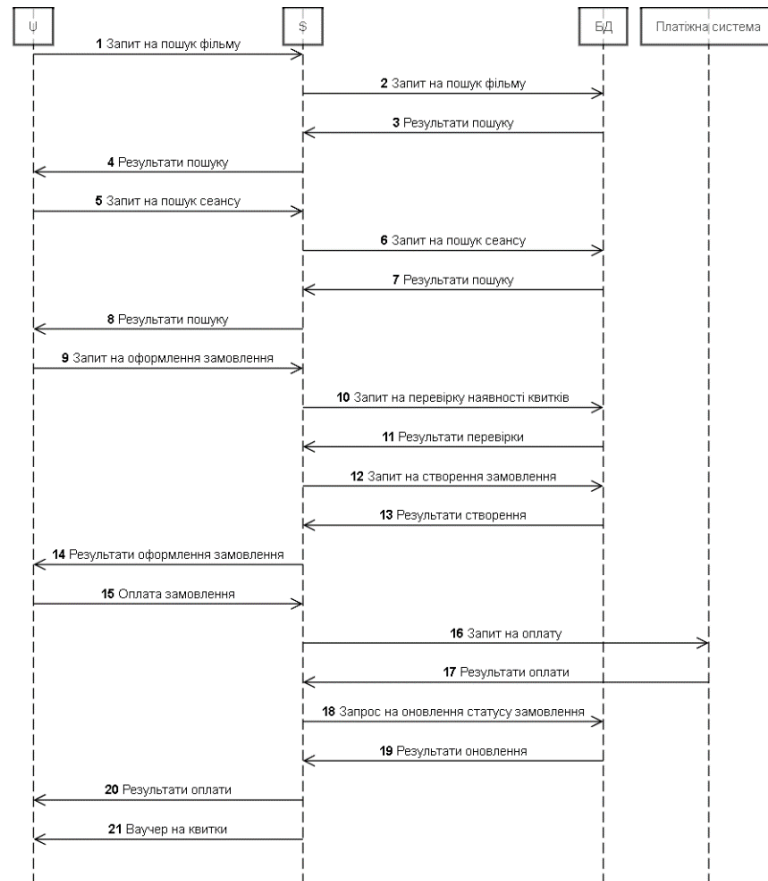 U
S
БД
Платіжна система
1 Запит на пошук фільму
2 Запит на пошук фільму
3 Результати пошуку
4 Результати пошуку
5 Запит на пошук сеансу
6 Запит на пошук сеансу
7 Результати пошуку
8 Результати пошуку
9 Запит на оформлення замовлення
10 Запит на перевірку наявності квитків
11 Результати перевірки
12 Запит на створення замовлення
13 Результати створення
14 Результати оформлення замовлення
15 Оплата замовлення
16 Запит на оплату
17 Результати оплати
18 Запрос на оновлення статусу замовлення
19 Результати оновлення
20 Результати оплати
21 Ваучер на квитки